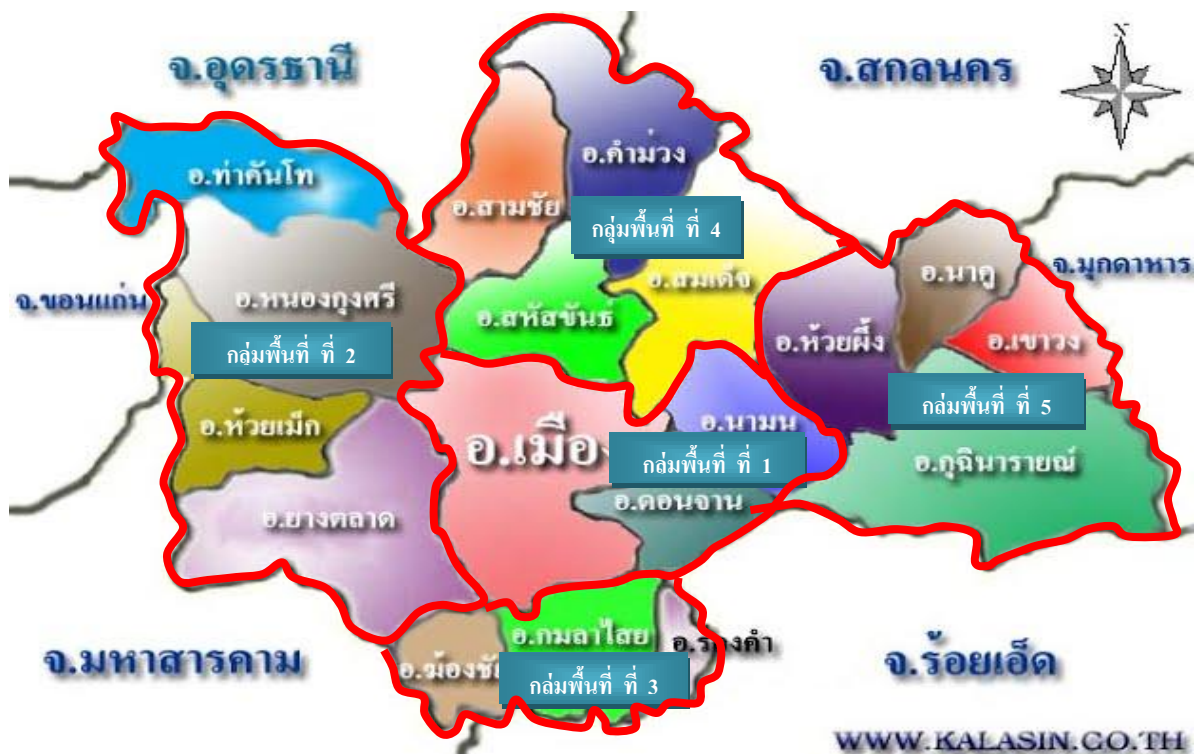 จ.อุดรธานี
จ.สกลนคร
อ.คำม่วง
อ.ท่าคันโท
อ.สามชัย
กลุ่มพื้นที่ ที่ 4
อ.นาคู
จ.มุกดาหาร
อ.สมเด็จ
จ.ขอนแก่น
อ.หนองกุงศรี
อ.สหัสขันธ์
อ.ห้วยผึ้ง
อ.เขาวง
กลุ่มพื้นที่ ที่ 2
กลุ่มพื้นที่ ที่ 5
อ.ห้วยเม็ก
อ.นามน
อ.เมือง
กลุ่มพื้นที่ ที่ 1
อ.กุฉินารายณ์
อ.ดอนจาน
อ.ยางตลาด
อ.กมลาไสย
อ.ร่องคำ
จ.มหาสารคาม
อ.ฆ้องชัย
จ.ร้อยเอ็ด
กลุ่มพื้นที่ ที่ 3
WWW.KALASIN.CO.TH